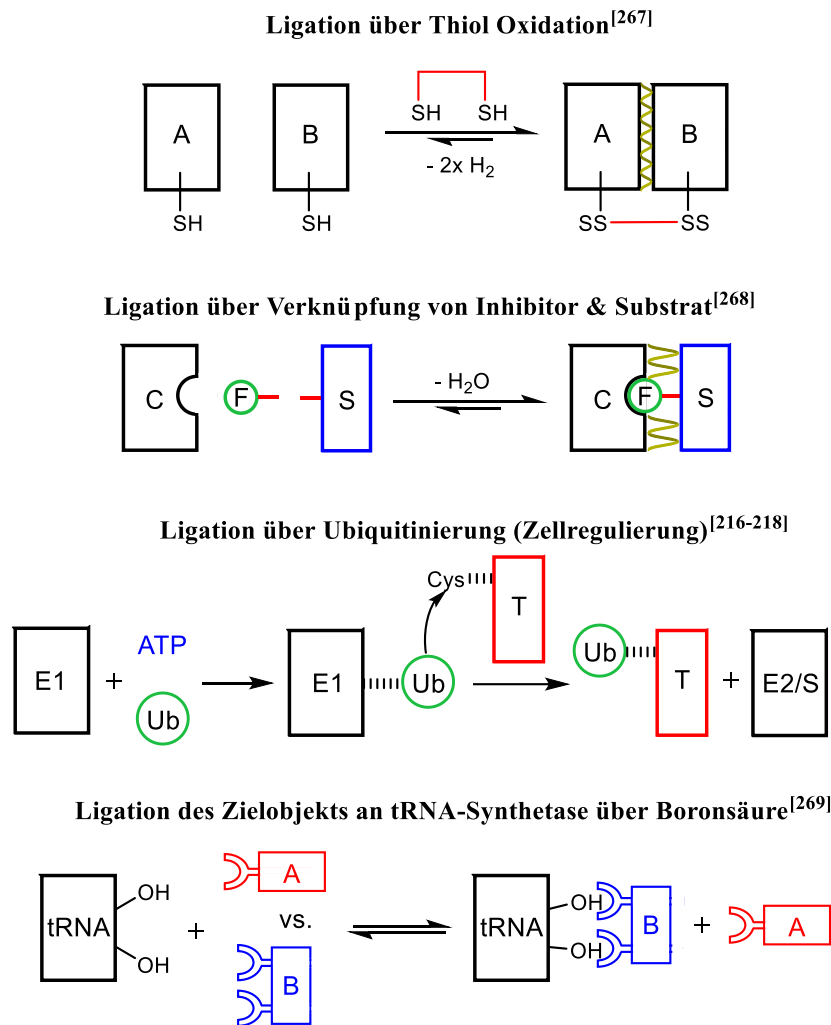 Ligation über Thiol Oxidation[267]
A B SH SH A B
- 2x H2
SH SH SS SS
Ligation über Verknüpfung von Inhibitor & Substrat[268]
C F S - H2O C F S
Ligation über Ubiquitinierung (Zellregulierung)[216-218]
Cys T
ATP
E1 + Ub E1 Ub Ub T + E2/S
Ligation des Zielobjekts an tRNA-Synthetase über Boronsäure[269]
OH A OH
tRNA + vs. tRNA B + A
OH B OH